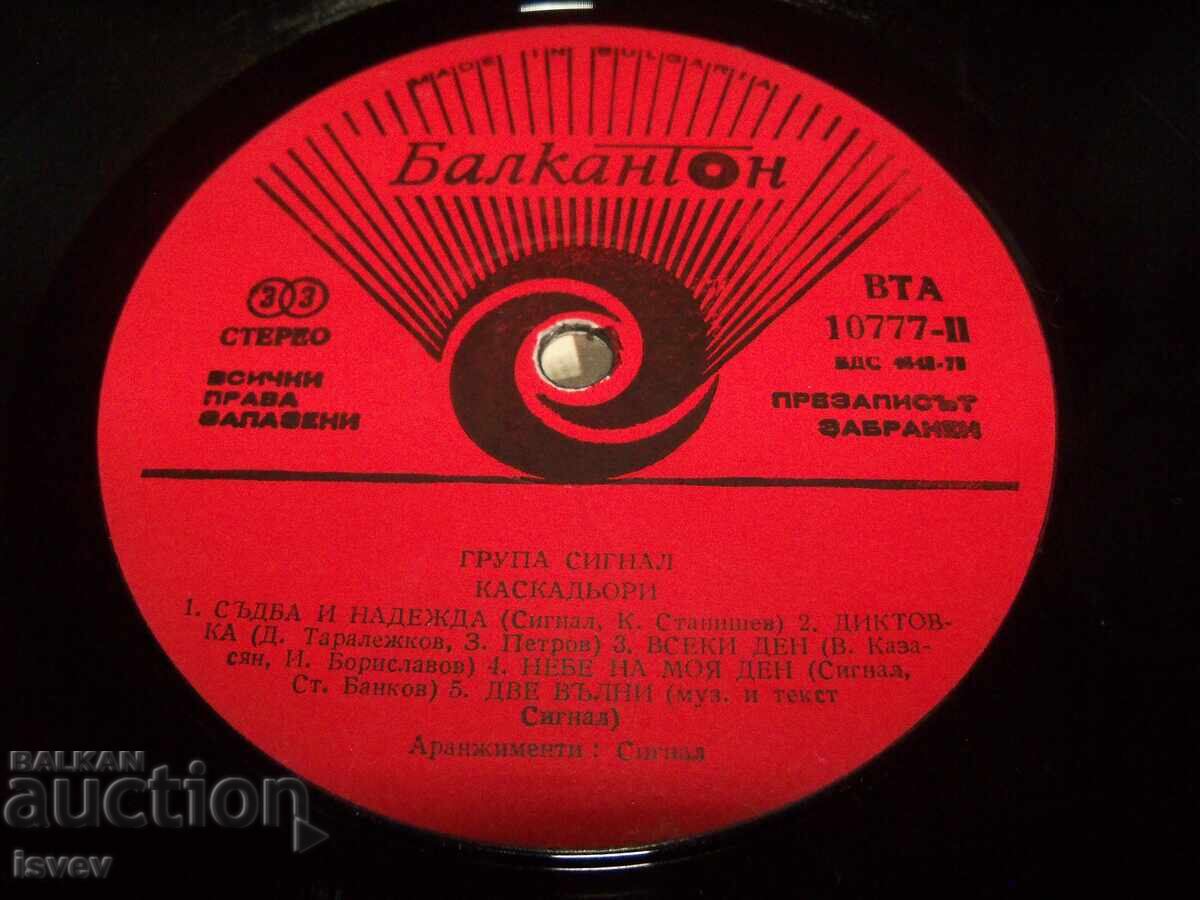 MADE IN BULGARIA
Балкантон
33
СТЕРЕО
ВСИЧКИ
ПРАВА
ЗАПАЗЕНИ
ВТА
10777-II
БДС
ПРЕЗАПИСЪТ
ЗАБРАНЕН
ГРУПА СИГНАЛ
КАСКАДЬОРИ
1. СЪДБА И НАДЕЖДА (Сигнал, К. Станишев) 2. ДИКТОВ-
КА (Д. Таралежков, З. Петров) 3. ВСЕКИ ДЕН (В. Каза-
сян, И. Бориславов) 4. НЕБЕ НА МОЯ ДЕН (Сигнал,
Ст. Банков) 5. ДВЕ ВЪЛНИ (муз. и текст
Сигнал)
Аранжименти : Сигнал
BALKAN
auction
isvev